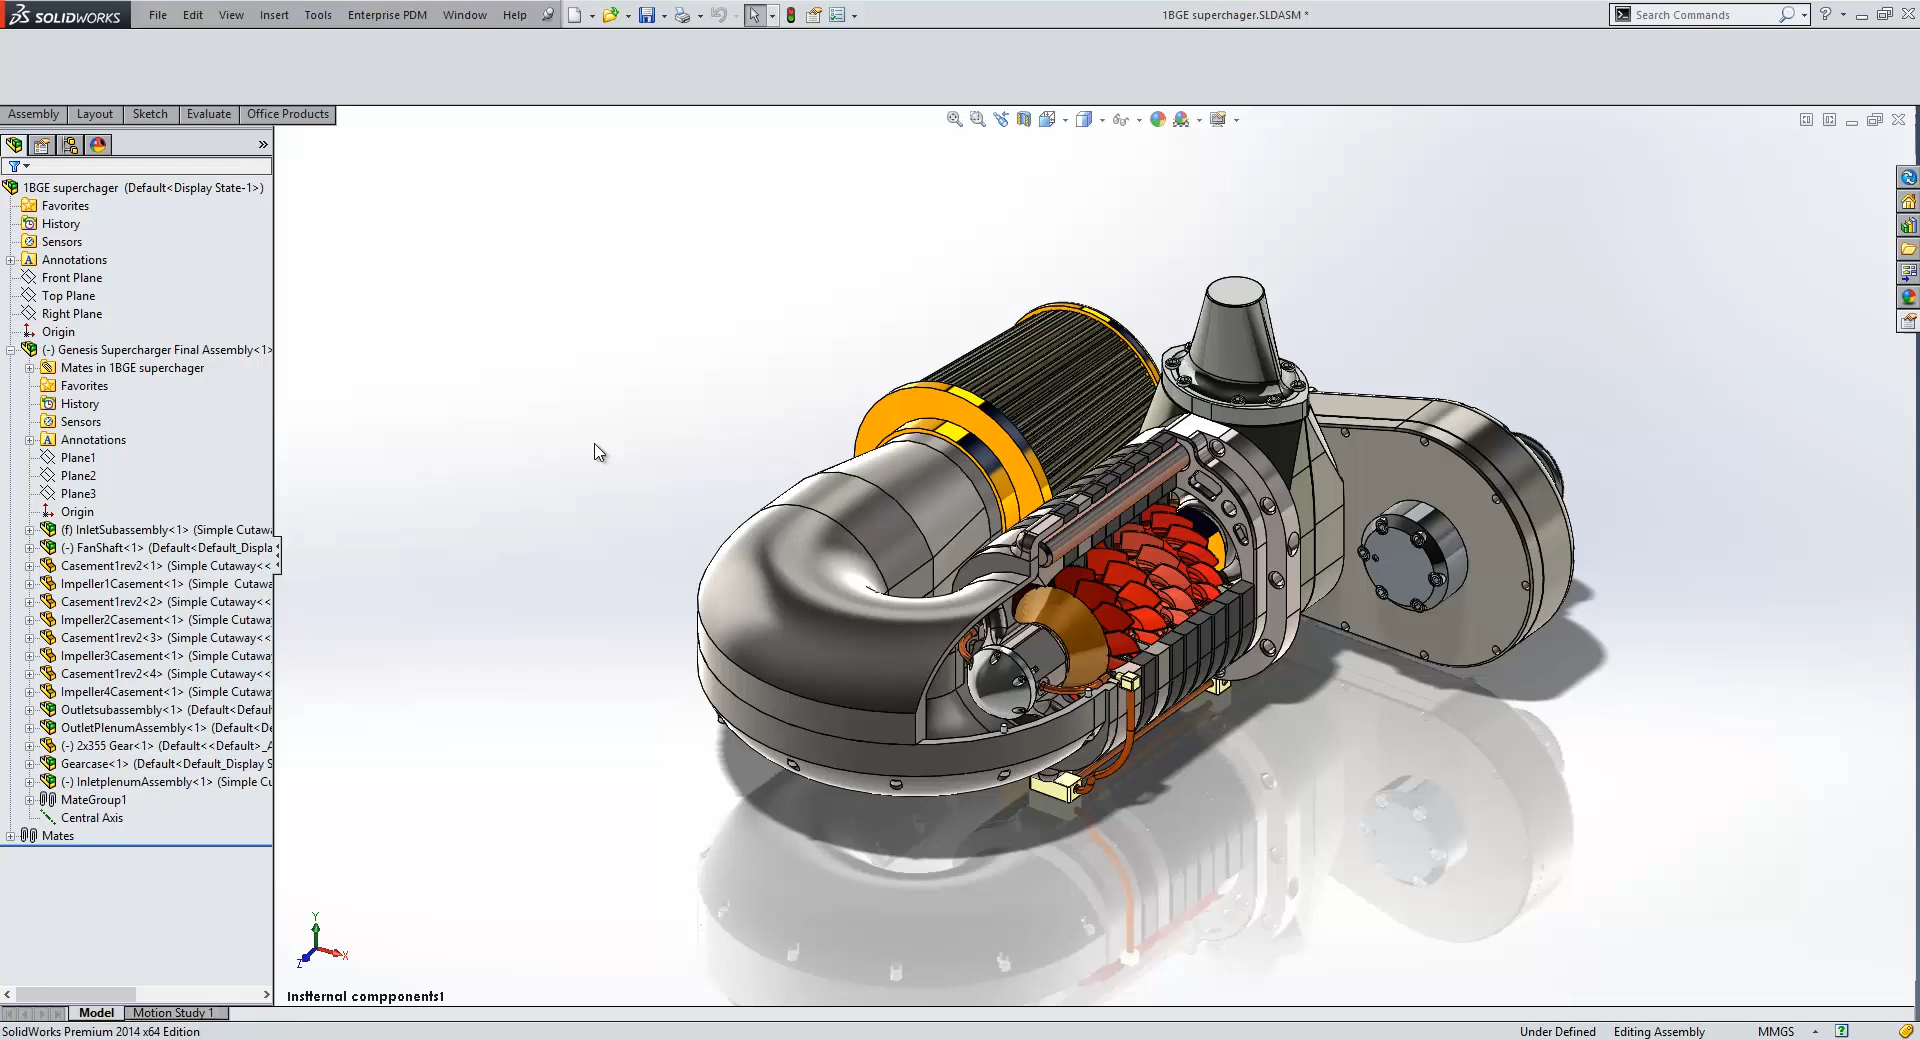 SOLIDWORKS File Edit View Insert Tools Enterprise PDM Window Help 1BGE superchager.SLDASM * Search Commands ?
Assembly Layout Sketch Evaluate Office Products
1BGE superchager (Default<Display State-1>)
Favorites
History
Sensors
Annotations
Front Plane
Top Plane
Right Plane
Origin
(-) Genesis Supercharger Final Assembly<1>
Mates in 1BGE superchager
Favorites
History
Sensors
Annotations
Plane1
Plane2
Plane3
Origin
(f) InletSubassembly<1> (Simple Cutawa
(-) FanShaft<1> (Default<Default_Displa
Casement1rev2<1> (Simple Cutaway<<
Impeller1Casement<1> (Simple Cutawa
Casement1rev2<2> (Simple Cutaway<<
Impeller2Casement<1> (Simple Cutawa
Casement1rev2<3> (Simple Cutaway<<
Impeller3Casement<1> (Simple Cutawa
Casement1rev2<4> (Simple Cutaway<<
Impeller4Casement<1> (Simple Cutawa
Outletsubassembly<1> (Default<Defaul
OutletPlenumAssembly<1> (Default<De
(-) 2x355 Gear<1> (Default<<Default>_A
Gearcase<1> (Default<Default_Display S
(-) InletplenumAssembly<1> (Simple Cu
MateGroup1
Central Axis
Mates
Y
X
Z
Instternal compponents1
Model Motion Study 1
SolidWorks Premium 2014 x64 Edition Under Defined Editing Assembly MMGS ?